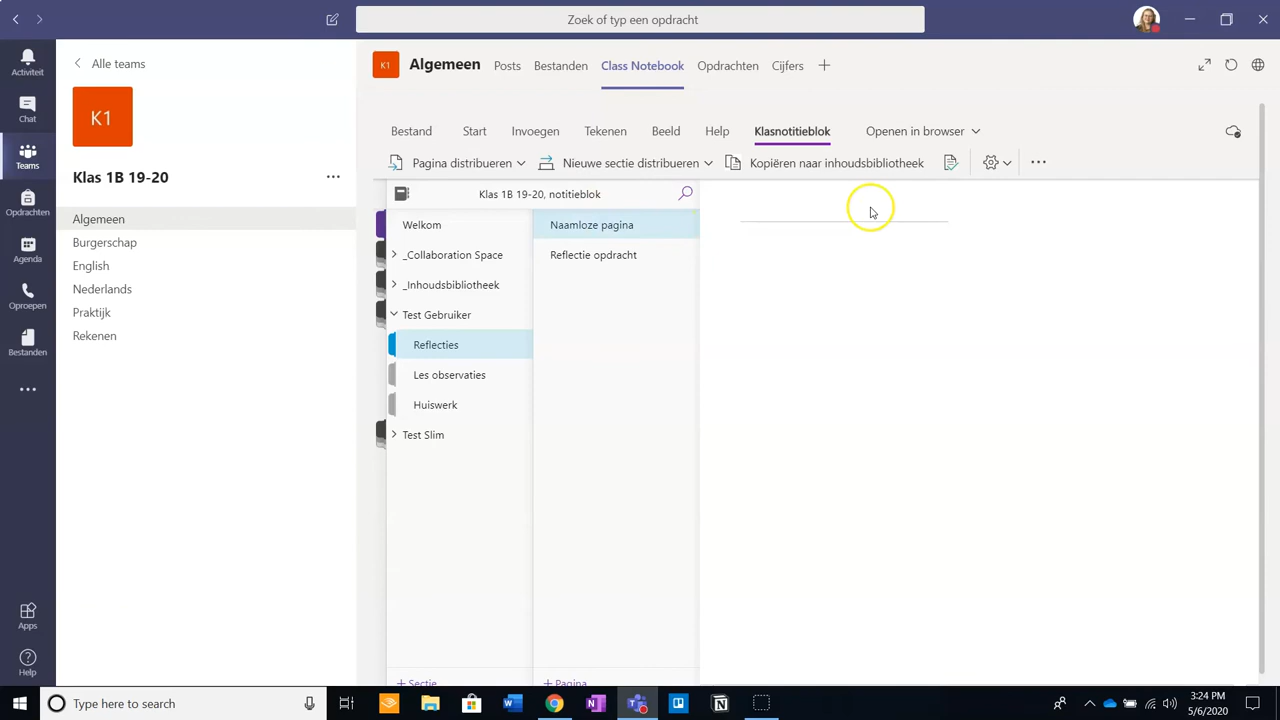 Zoek of typ een opdracht
Activiteit
Chat
Teams
Opdrachten
Agenda
Oproepen
Bestanden
Apps
Help
Alle teams
K1
Klas 1B 19-20
Algemeen
Burgerschap
English
Nederlands
Praktijk
Rekenen
K1 Algemeen Posts Bestanden Class Notebook Opdrachten Cijfers
Bestand Start Invoegen Tekenen Beeld Help Klasnotitieblok Openen in browser
Pagina distribueren Nieuwe sectie distribueren Kopiëren naar inhoudsbibliotheek
Klas 1B 19-20, notitieblok
Welkom
_Collaboration Space
_Inhoudsbibliotheek
Test Gebruiker
Reflecties
Les observaties
Huiswerk
Test Slim
+ Sectie
Naamloze pagina
Reflectie opdracht
+ Pagina
Type here to search
3:24 PM
5/6/2020